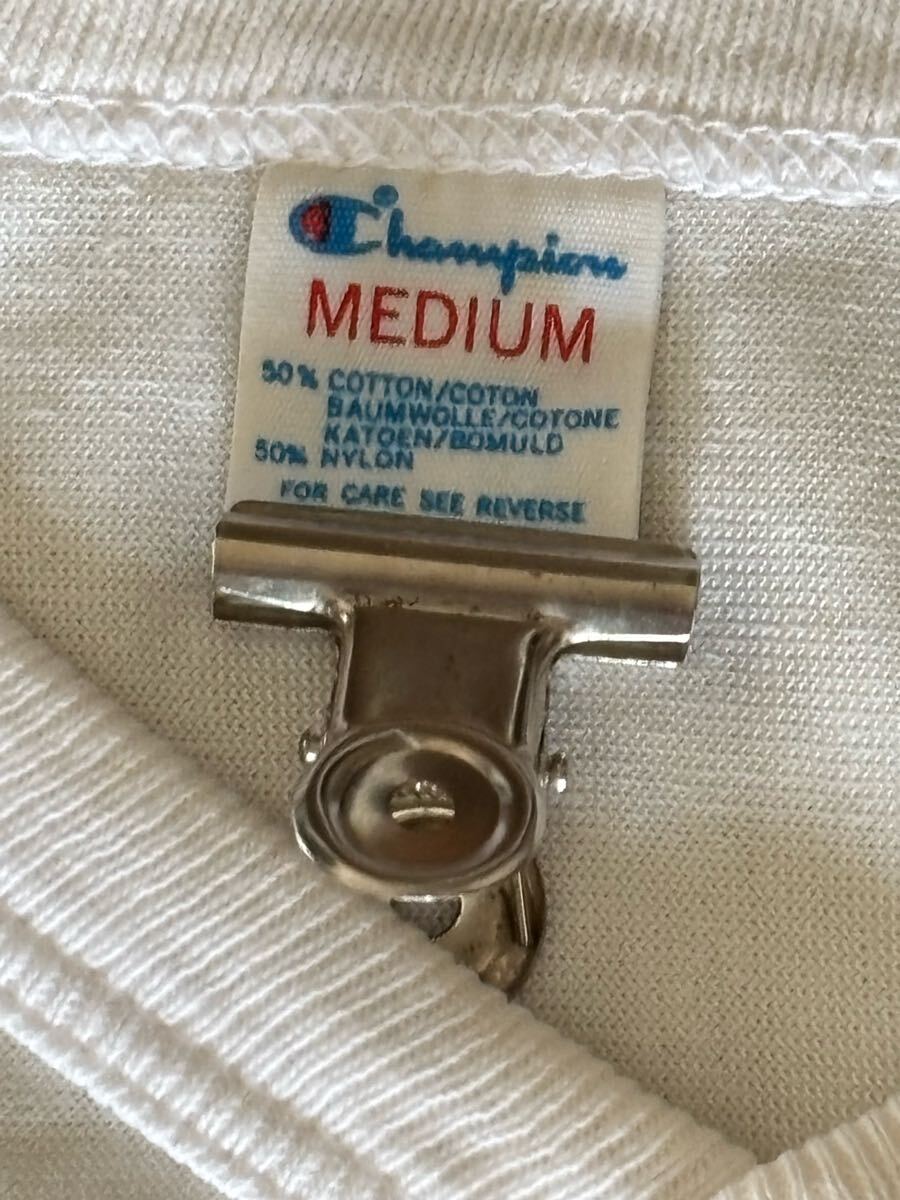 Champion
MEDIUM
50% COTTON/COTON
BAUMWOLLE/COTONE
KATOEN/BOMULD
50% NYLON
FOR CARE SEE REVERSE